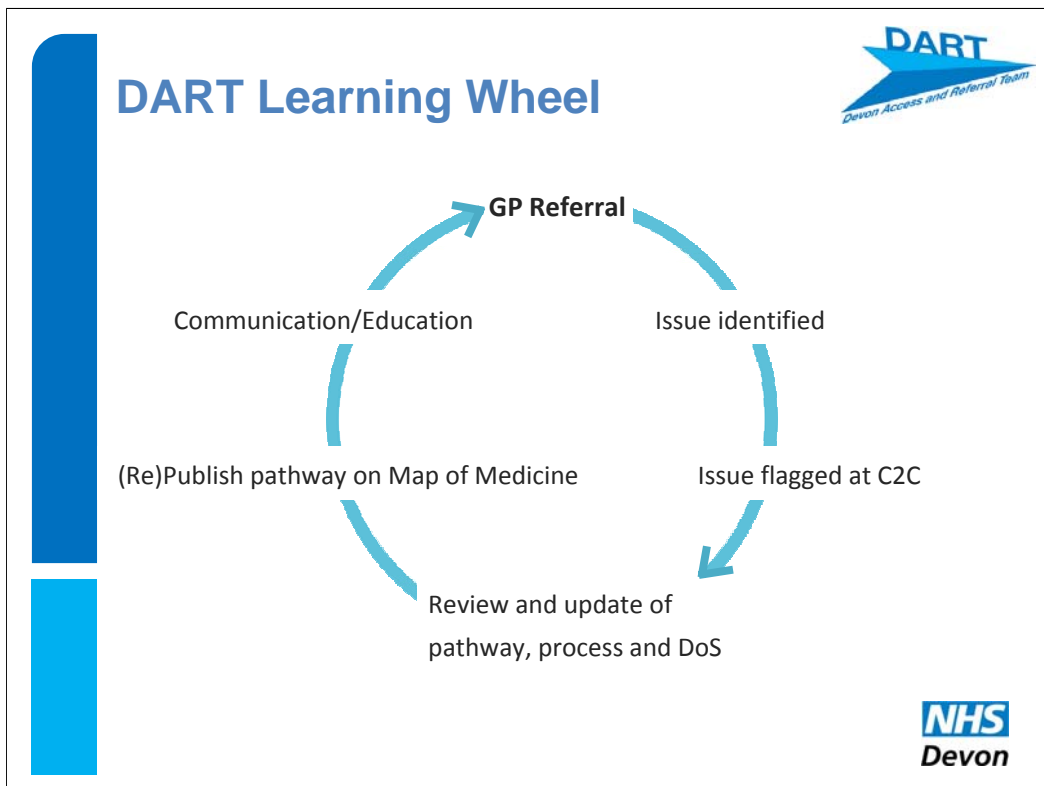 DART
Devon Access and Referral Team
DART Learning Wheel
GP Referral
Issue identified
Issue flagged at C2C
Review and update of
pathway, process and DoS
(Re)Publish pathway on Map of Medicine
Communication/Education
NHS
Devon